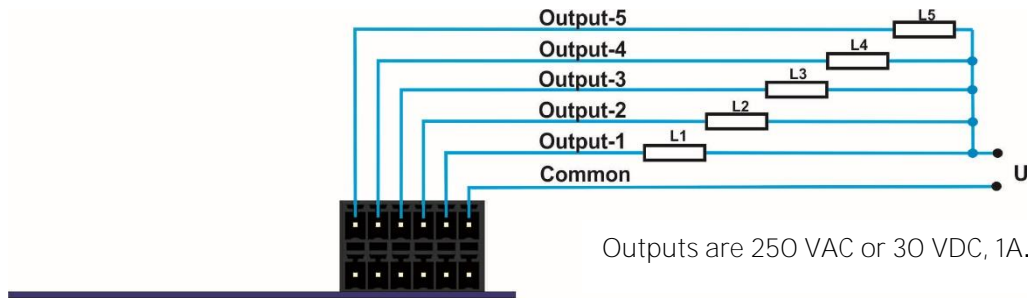 Output-5
L5
Output-4
L4
Output-3
L3
Output-2
L2
Output-1
L1
Common
U
Outputs are 250 VAC or 30 VDC, 1A.